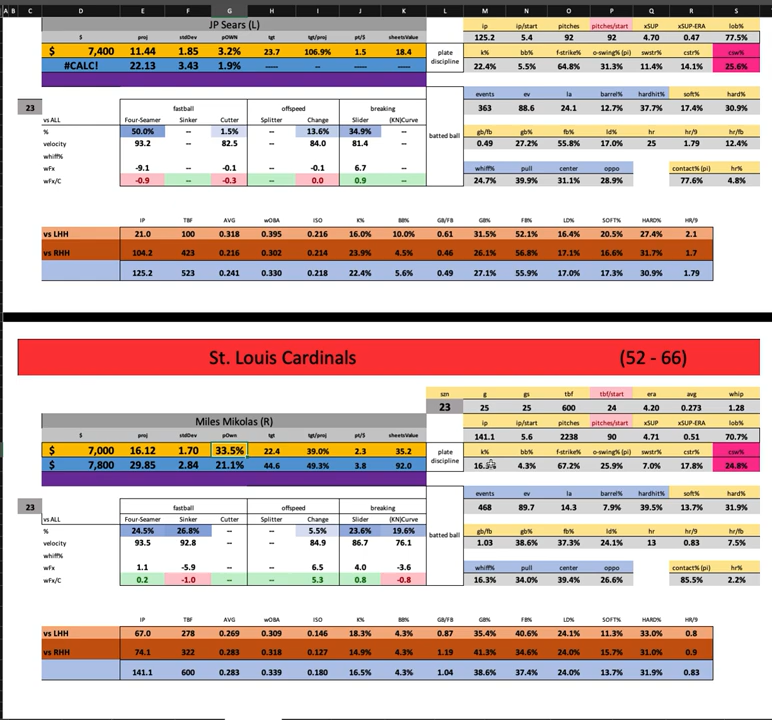 A B C D E F G H I J K L M N O P Q R S T
JP Sears (L) ip ip/start pitches pitches/start xSUP xSUP-ERA lob%
$ proj stdDev pOWN tgt tgt/proj pt/$ sheetsValue 125.2 5.4 92 92 4.70 0.47 77.5%
$ 7,400 11.44 1.85 3.2% 23.7 106.9% 1.5 18.4 plate discipline k% bb% f-strike% o-swing% (pi) swstr% cstr% csw%
#CALC! 22.13 3.43 1.9% ---- -- ---- ---- 22.4% 5.5% 64.8% 31.3% 11.4% 14.1% 25.6%
events ev la barrel% hardhit% soft% hard%
23 fastball offspeed breaking 363 88.6 24.1 12.7% 37.7% 17.4% 30.9%
vs ALL Four-Seamer Sinker Cutter Splitter Change Slider (KN)Curve batted ball
% 50.0% -- 1.5% -- 13.6% 34.9% -- gb/fb gb% fb% ld% hr hr/9 hr/fb
velocity 93.2 -- 82.5 -- 84.0 81.4 -- 0.49 27.2% 55.8% 17.0% 25 1.79 12.4%
whiff%
wFx -9.1 -- -0.1 -- -0.1 6.7 -- whiff% pull center oppo contact% (pi) hr%
wFx/C -0.9 -- -0.3 -- 0.0 0.9 -- 24.7% 39.9% 31.1% 28.9% 77.6% 4.8%
IP TBF AVG wOBA ISO K% BB% GB/FB GB% FB% LD% SOFT% HARD% HR/9
vs LHH 21.0 100 0.318 0.395 0.216 16.0% 10.0% 0.61 31.5% 52.1% 16.4% 20.5% 27.4% 2.1
vs RHH 104.2 423 0.216 0.302 0.214 23.9% 4.5% 0.46 26.1% 56.8% 17.1% 16.6% 31.7% 1.7
125.2 523 0.241 0.330 0.218 22.4% 5.6% 0.49 27.1% 55.9% 17.0% 17.3% 30.9% 1.79
St. Louis Cardinals (52 - 66)
szn g gs tbf tbf/start era avg whip
23 25 25 600 24 4.20 0.273 1.28
Miles Mikolas (R) ip ip/start pitches pitches/start xSUP xSUP-ERA lob%
$ proj stdDev pOwn tgt tgt/proj pt/$ sheetsValue 141.1 5.6 2238 90 4.71 0.51 70.7%
$ 7,000 16.12 1.70 33.5% 22.4 39.0% 2.3 35.2 plate discipline k% bb% f-strike% o-swing% (pi) swstr% cstr% csw%
$ 7,800 29.85 2.84 21.1% 44.6 49.3% 3.8 92.0 4.3% 67.2% 25.9% 7.0% 17.8% 24.8%
events ev la barrel% hardhit% soft% hard%
23 fastball offspeed breaking 468 89.7 14.3 7.9% 39.5% 13.7% 31.9%
vs ALL Four-Seamer Sinker Cutter Splitter Change Slider (KN)Curve batted ball
% 24.5% 26.8% -- -- 5.5% 23.6% 19.6% gb/fb gb% fb% ld% hr hr/9 hr/fb
velocity 93.5 92.8 -- -- 84.9 86.7 76.1 1.03 38.6% 37.3% 24.1% 13 0.83 7.5%
whiff%
wFx 1.1 -5.9 -- -- 6.5 4.0 -3.6 whiff% pull center oppo contact% (pi) hr%
wFx/C 0.2 -1.0 -- -- 5.3 0.8 -0.8 16.3% 34.0% 39.4% 26.6% 85.5% 2.2%
IP TBF AVG wOBA ISO K% BB% GB/FB GB% FB% LD% SOFT% HARD% HR/9
vs LHH 67.0 278 0.269 0.309 0.146 18.3% 4.3% 0.87 35.4% 40.6% 24.1% 11.3% 33.0% 0.8
vs RHH 74.1 322 0.283 0.318 0.127 14.9% 4.3% 1.19 41.3% 34.6% 24.0% 15.7% 31.0% 0.9
141.1 600 0.283 0.339 0.180 16.5% 4.3% 1.04 38.6% 37.4% 24.0% 13.7% 31.9% 0.83